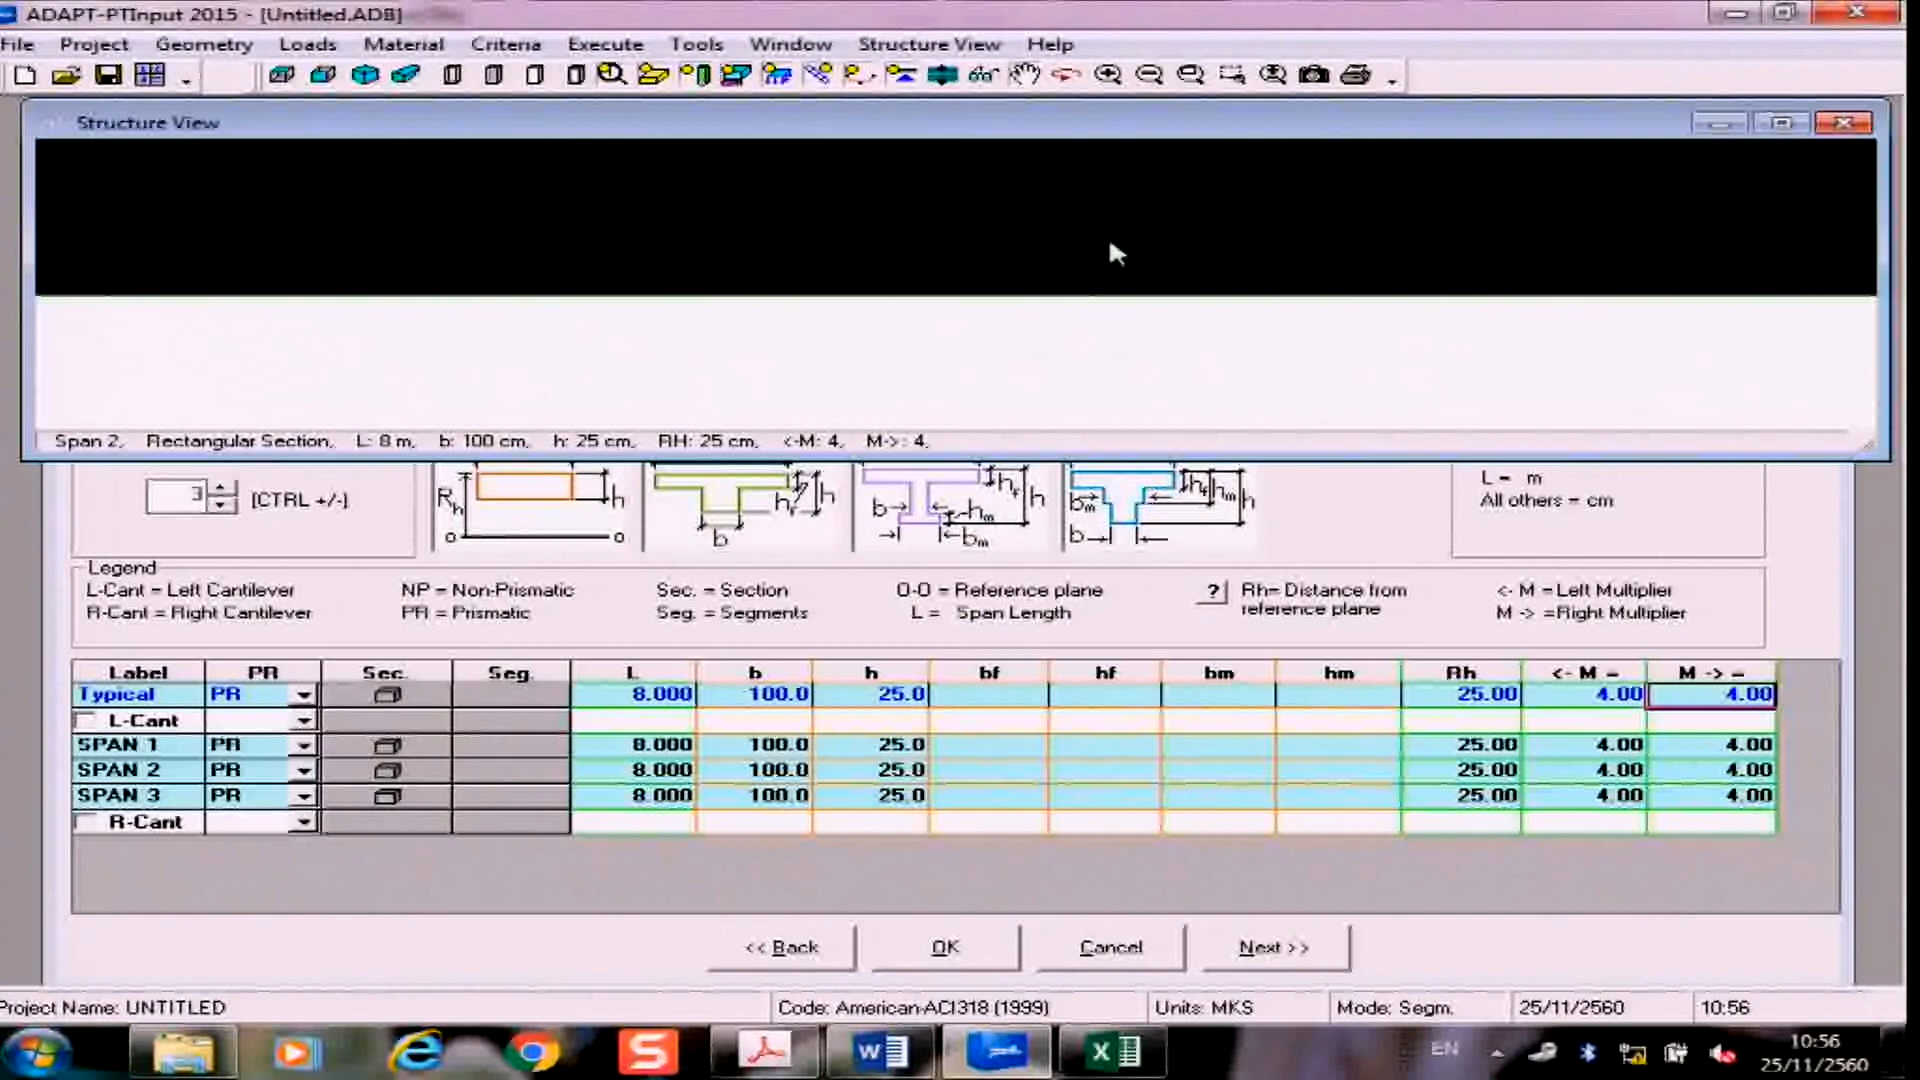 ADAPT-PTInput 2015 - [Untitled.ADB]
File Project Geometry Loads Material Criteria Execute Tools Window Structure View Help
Structure View
Span 2, Rectangular Section, L: 8 m, b: 100 cm, h: 25 cm, RH: 25 cm, <-M: 4, M->: 4,
3 [CTRL +/-]
Rh h o o
b hf h
b hm bm hf h
bm b hf hm h
L = m
All others = cm
Legend
L-Cant = Left Cantilever NP = Non-Prismatic Sec. = Section O-O = Reference plane ? Rh= Distance from <- M =Left Multiplier
R-Cant = Right Cantilever PR = Prismatic Seg. = Segments L = Span Length reference plane M -> =Right Multiplier
Label PR Sec. Seg. L b h bf hf bm hm Rh <- M = M -> =
Typical PR 8.000 100.0 25.0 25.00 4.00 4.00
L-Cant
SPAN 1 PR 8.000 100.0 25.0 25.00 4.00 4.00
SPAN 2 PR 8.000 100.0 25.0 25.00 4.00 4.00
SPAN 3 PR 8.000 100.0 25.0 25.00 4.00 4.00
R-Cant
<< Back OK Cancel Next >>
Project Name: UNTITLED Code: American-ACI318 (1999) Units: MKS Mode: Segm. 25/11/2560 10:56
EN 10:56
25/11/2560